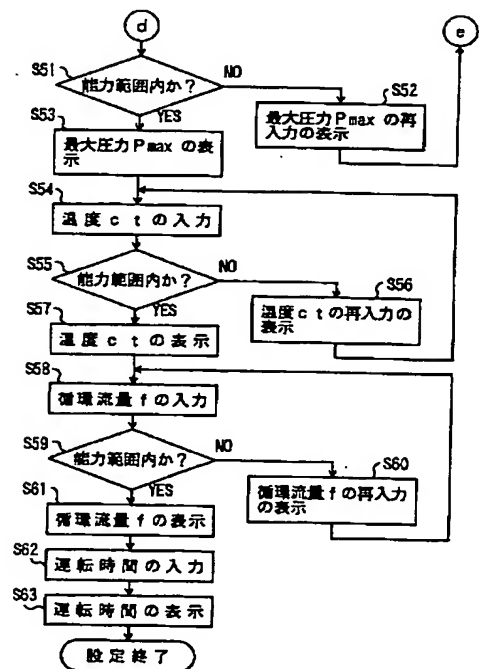 d
e
S51
能力範囲内か?
NO
YES
S52
最大圧力Pmaxの再
入力の表示
S53
最大圧力Pmaxの表
示
S54
温度ctの入力
S55
能力範囲内か?
NO
YES
S56
温度ctの再入力の
表示
S57
温度ctの表示
S58
循環流量fの入力
S59
能力範囲内か?
NO
YES
S60
循環流量fの再入力
の表示
S61
循環流量fの表示
S62
運転時間の入力
S63
運転時間の表示
設定終了